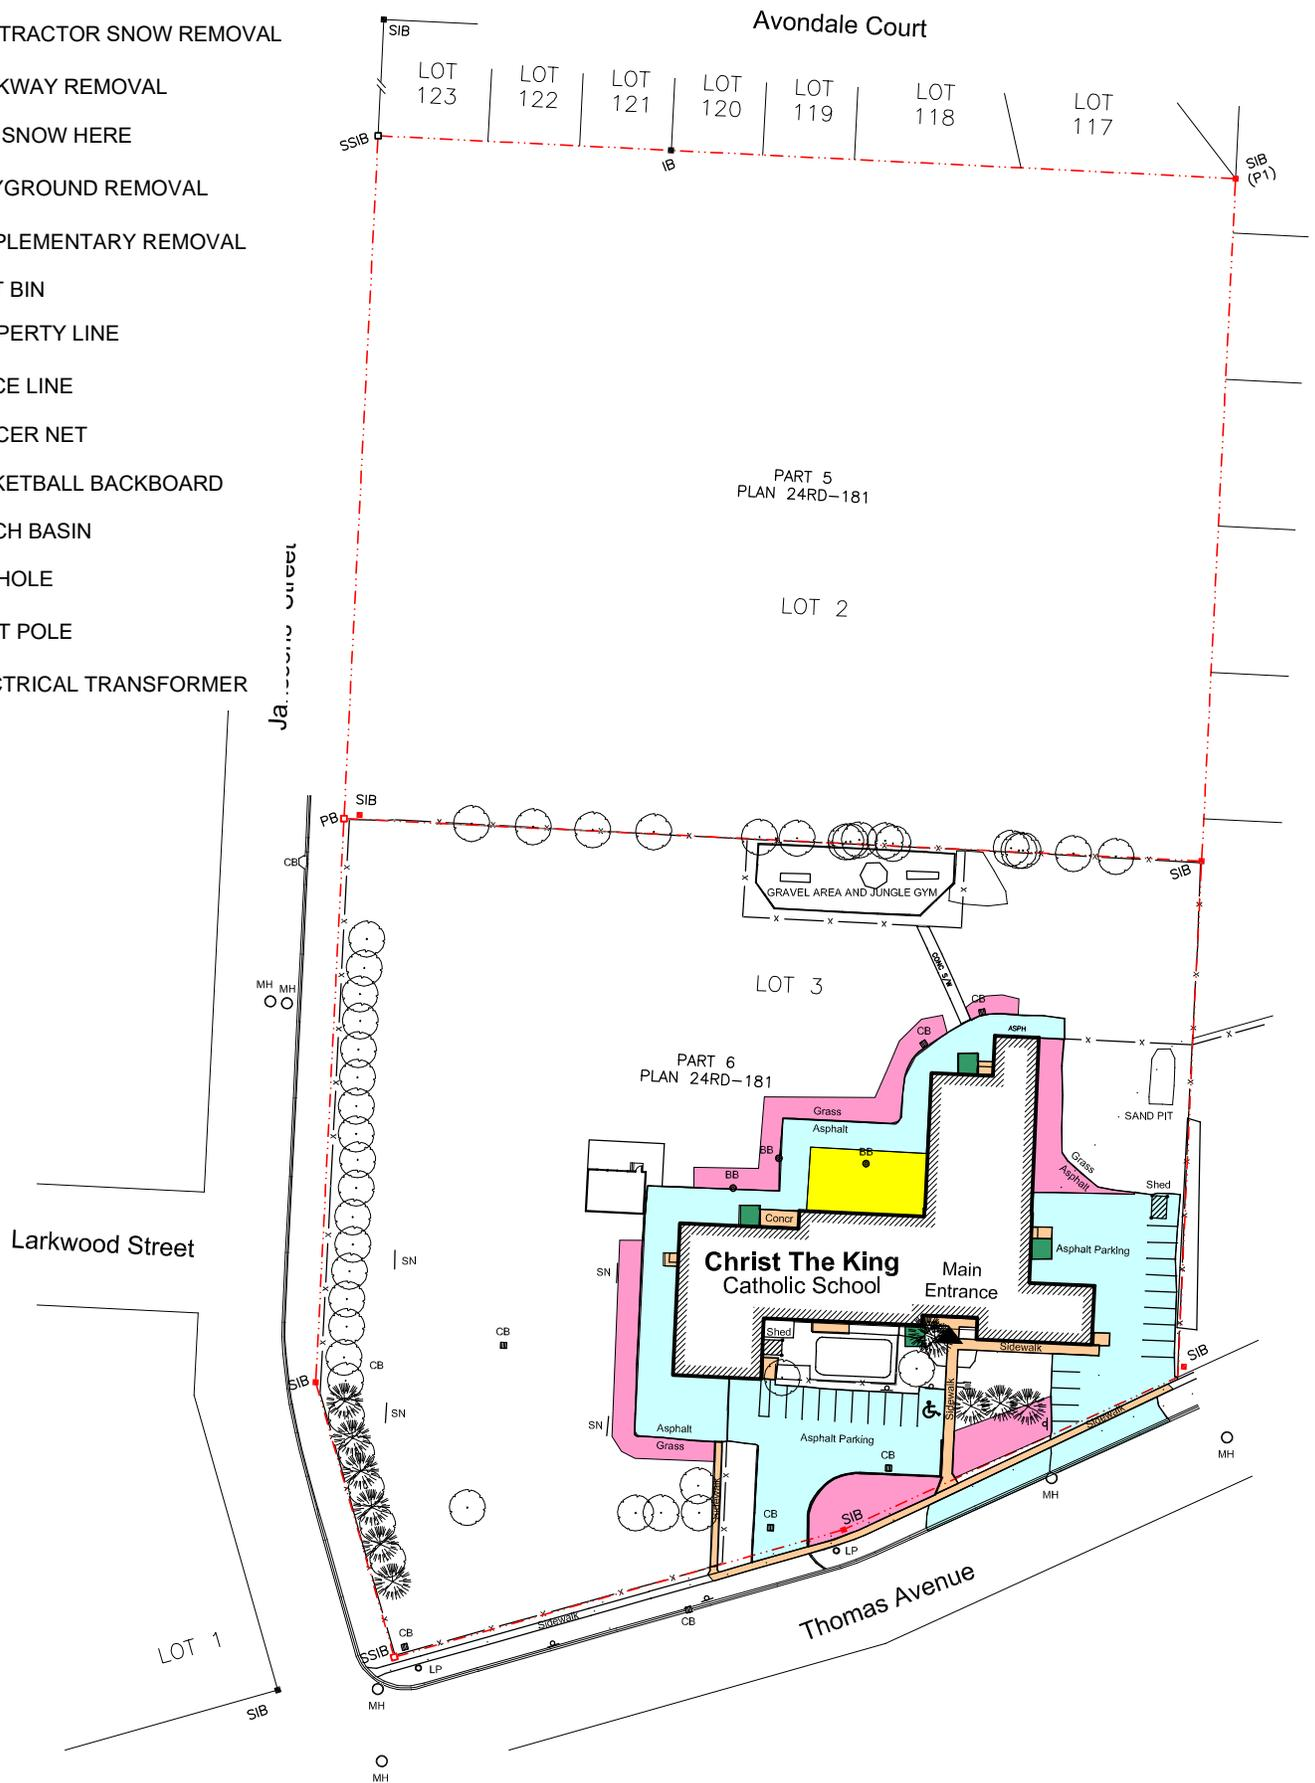 TRACTOR SNOW REMOVAL
KWAY REMOVAL
SNOW HERE
YGROUND REMOVAL
PLEMENTARY REMOVAL
T BIN
PERTY LINE
CE LINE
CER NET
KETBALL BACKBOARD
CH BASIN
HOLE
T POLE
CTRICAL TRANSFORMER
Avondale Court
SIB
LOT
123
LOT
122
LOT
121
LOT
120
LOT
119
LOT
118
LOT
117
SSIB
IB
SIB
(P1)
PART 5
PLAN 24RD-181
LOT 2
Street
PB
SIB
SIB
CB
GRAVEL AREA AND JUNGLE GYM
CONC S/W
MH
MH
LOT 3
CB
CB
ASPH
PART 6
PLAN 24RD-181
SAND PIT
Grass
Asphalt
BB
BB
BB
Grass
Asphalt
Shed
Concr
Asphalt Parking
Larkwood Street
SN
SN
Christ The King
Catholic School
Main
Entrance
CB
Shed
Sidewalk
CB
SIB
SIB
SN
SN
Asphalt
Grass
Asphalt Parking
Sidewalk
Sidewalk
CB
MH
MH
Sidewalk
CB
SIB
LP
Thomas Avenue
Sidewalk
CB
CB
SSIB
LP
LOT 1
SIB
MH
MH